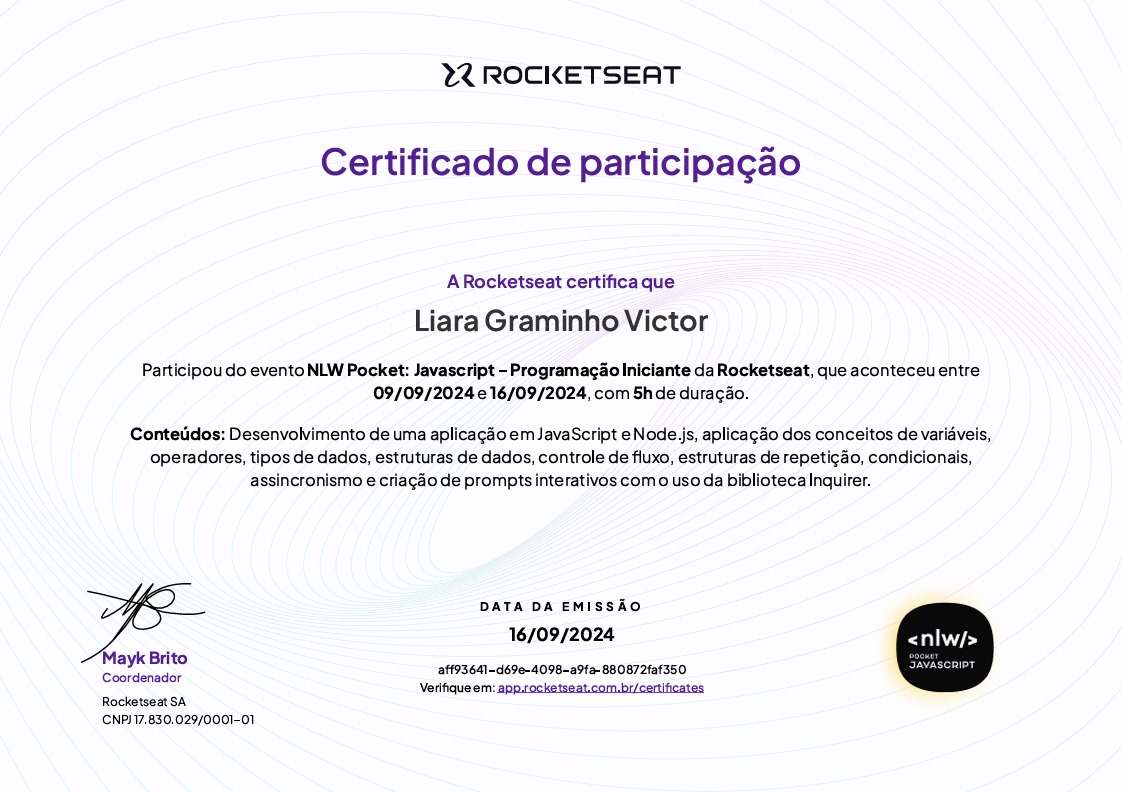 ROCKETSEAT
Certificado de participação
A Rocketseat certifica que
Liara Graminho Victor
Participou do evento NLW Pocket: Javascript – Programação Iniciante da Rocketseat, que aconteceu entre
09/09/2024 e 16/09/2024, com 5h de duração.
Conteúdos: Desenvolvimento de uma aplicação em JavaScript e Node.js, aplicação dos conceitos de variáveis,
operadores, tipos de dados, estruturas de dados, controle de fluxo, estruturas de repetição, condicionais,
assincronismo e criação de prompts interativos com o uso da biblioteca Inquirer.
Mayk Brito
Coordenador
Rocketseat SA
CNPJ 17.830.029/0001-01
DATA DA EMISSÃO
16/09/2024
aff93641-d69e-4098-a9fa-880872faf350
Verifique em: app.rocketseat.com.br/certificates
<nlw/>
POCKET
JAVASCRIPT